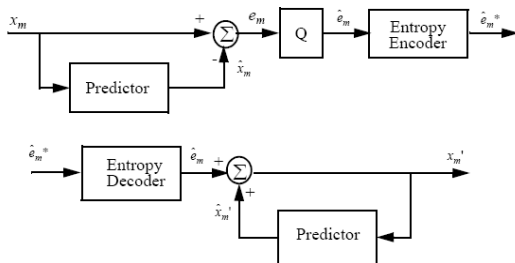 x_m + Σ e_m Q ê_m Entropy Encoder ê_m*
- x̂_m
Predictor
ê_m* Entropy Decoder ê_m + Σ x_m'
+
x̂_m'
Predictor